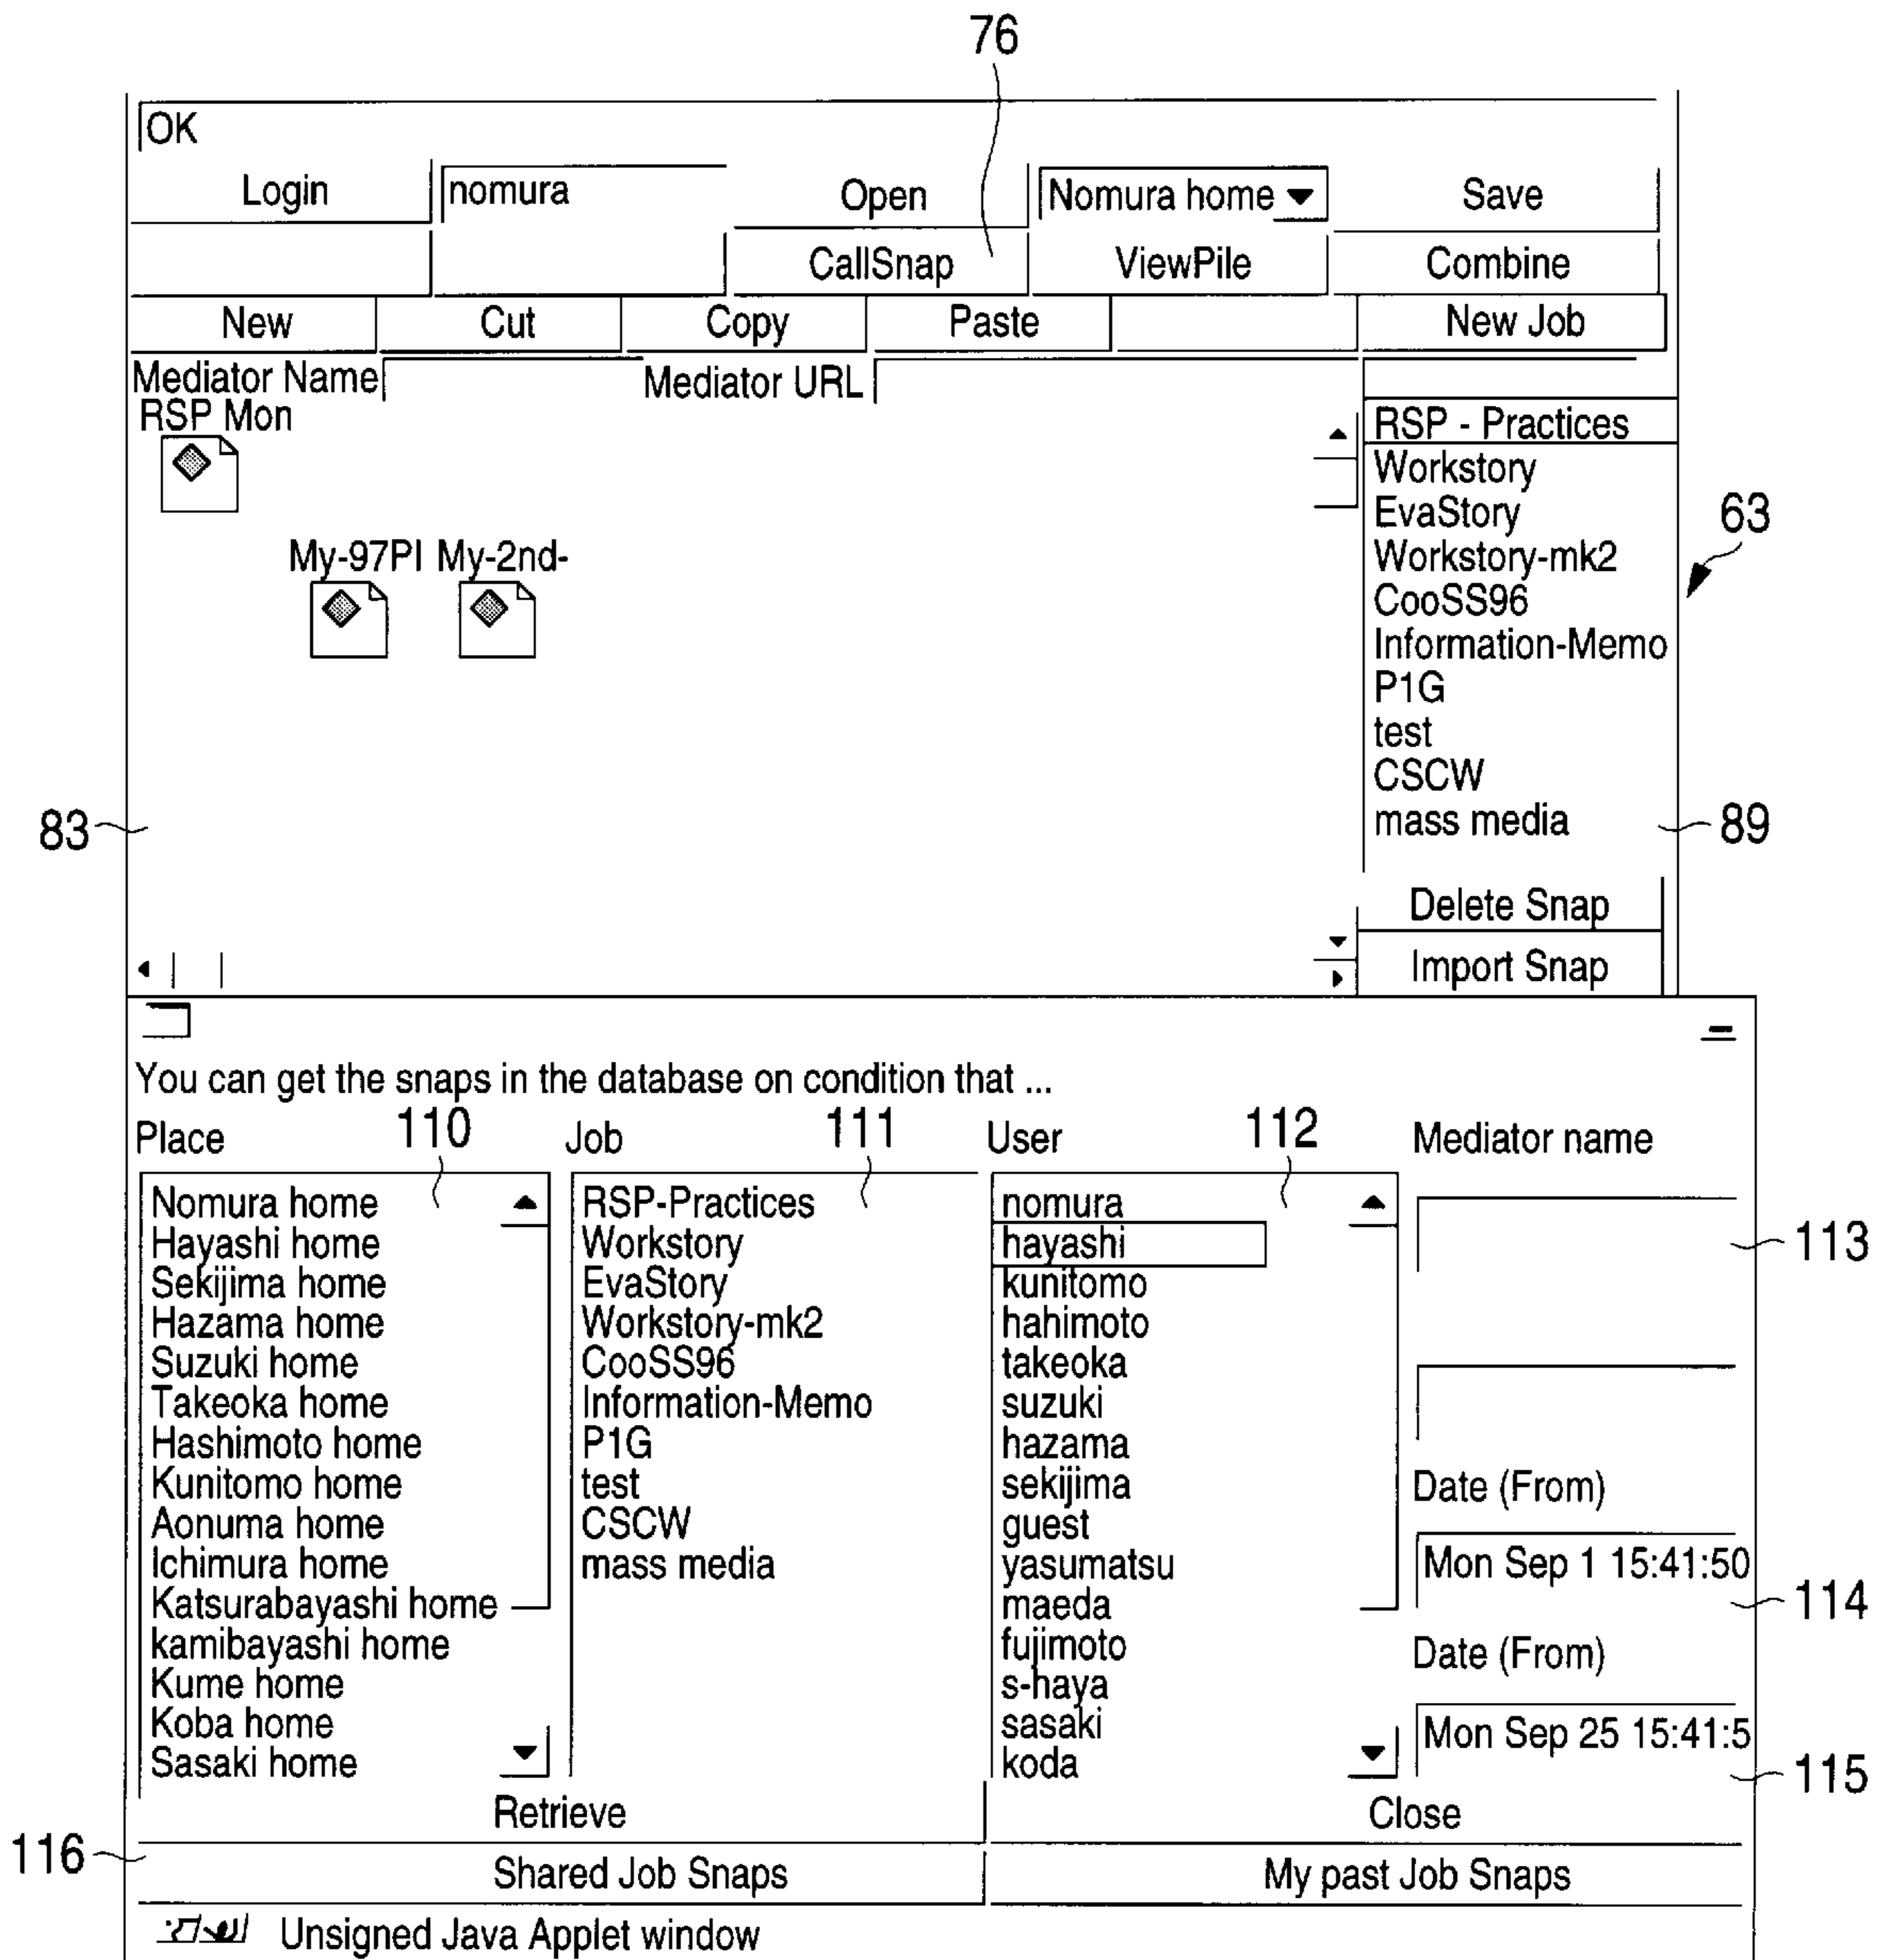 76
OK
Login nomura Open Nomura home Save
CallSnap ViewPile Combine
New Cut Copy Paste New Job
Mediator Name Mediator URL
RSP Mon
RSP - Practices
Workstory
EvaStory
63
Workstory-mk2
My-97PI My-2nd-
CooSS96
Information-Memo
P1G
test
CSCW
mass media
83
89
Delete Snap
Import Snap
You can get the snaps in the database on condition that ...
Place 110 Job 111 User 112 Mediator name
Nomura home RSP-Practices nomura
Hayashi home Workstory hayashi 113
Sekijima home EvaStory kunitomo
Hazama home Workstory-mk2 hahimoto
Suzuki home CooSS96 takeoka
Takeoka home Information-Memo suzuki
Hashimoto home P1G hazama
Kunitomo home test sekijima Date (From)
Aonuma home CSCW guest
Ichimura home mass media yasumatsu Mon Sep 1 15:41:50
Katsurabayashi home maeda 114
kamibayashi home fujimoto Date (From)
Kume home s-haya
Koba home sasaki Mon Sep 25 15:41:5
Sasaki home koda 115
Retrieve Close
116 Shared Job Snaps My past Job Snaps
Unsigned Java Applet window